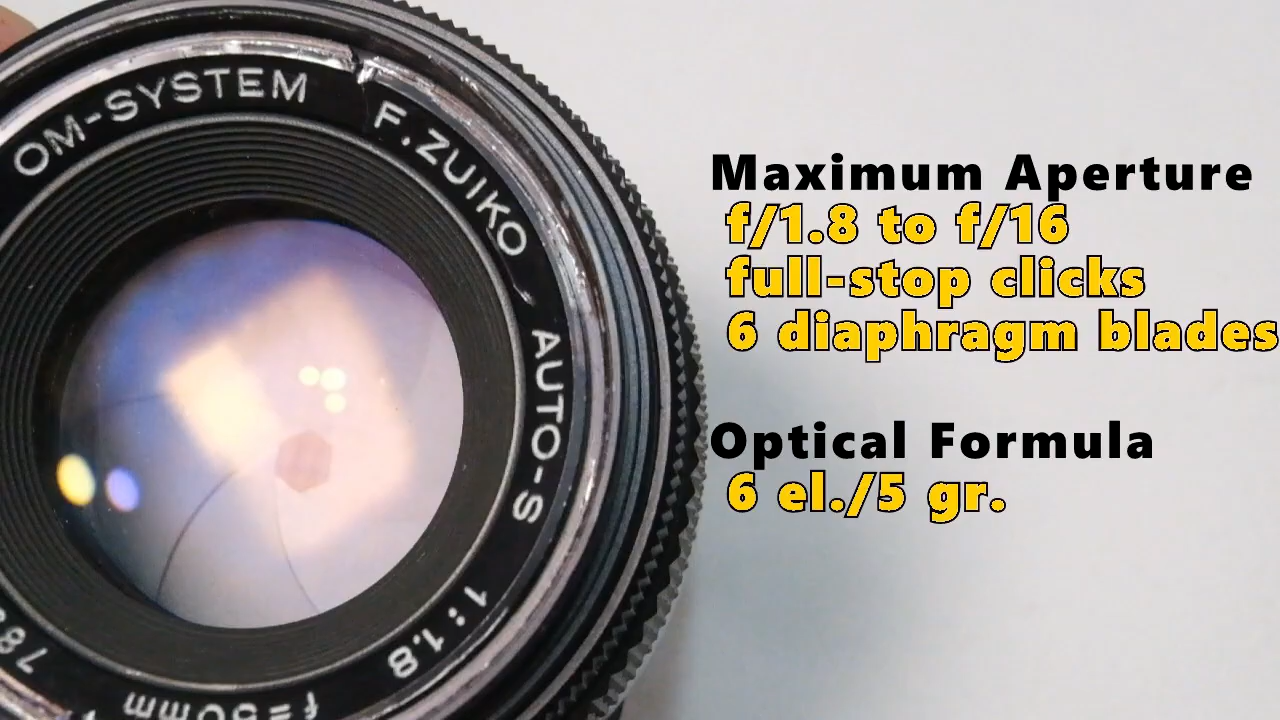 OM-SYSTEM F.ZUIKO AUTO-S 1:1.8 f=50mm
Maximum Aperture
f/1.8 to f/16
full-stop clicks
6 diaphragm blades
Optical Formula
6 el./5 gr.